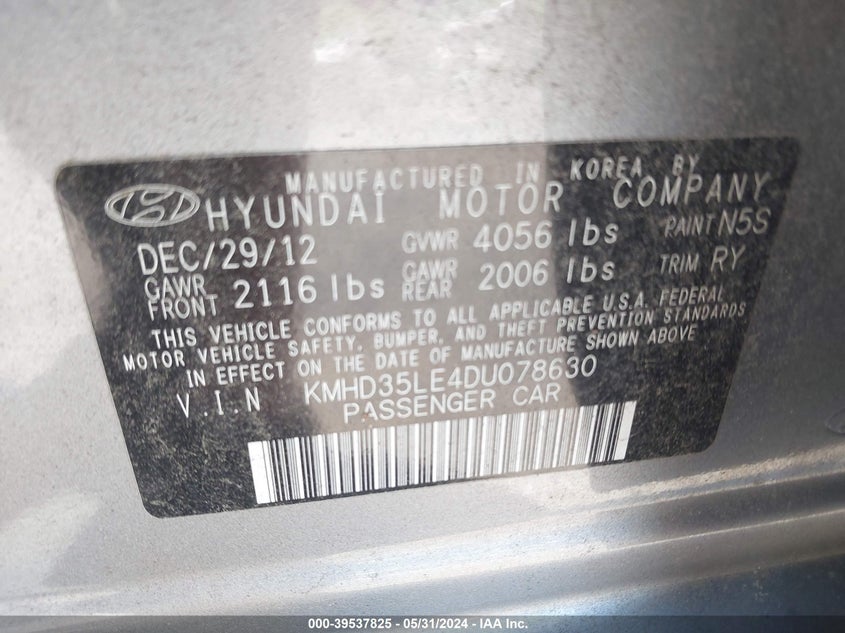 MANUFACTURED IN KOREA BY
HYUNDAI MOTOR COMPANY
DEC/29/12 GVWR 4056 lbs PAINT N5S
GAWR FRONT 2116 lbs GAWR REAR 2006 lbs TRIM RY
THIS VEHICLE CONFORMS TO ALL APPLICABLE U.S.A. FEDERAL
MOTOR VEHICLE SAFETY, BUMPER, AND THEFT PREVENTION STANDARDS
IN EFFECT ON THE DATE OF MANUFACTURE SHOWN ABOVE
V.I.N KMHD35LE4DU078630
PASSENGER CAR
000-39537825 - 05/31/2024 - IAA Inc.